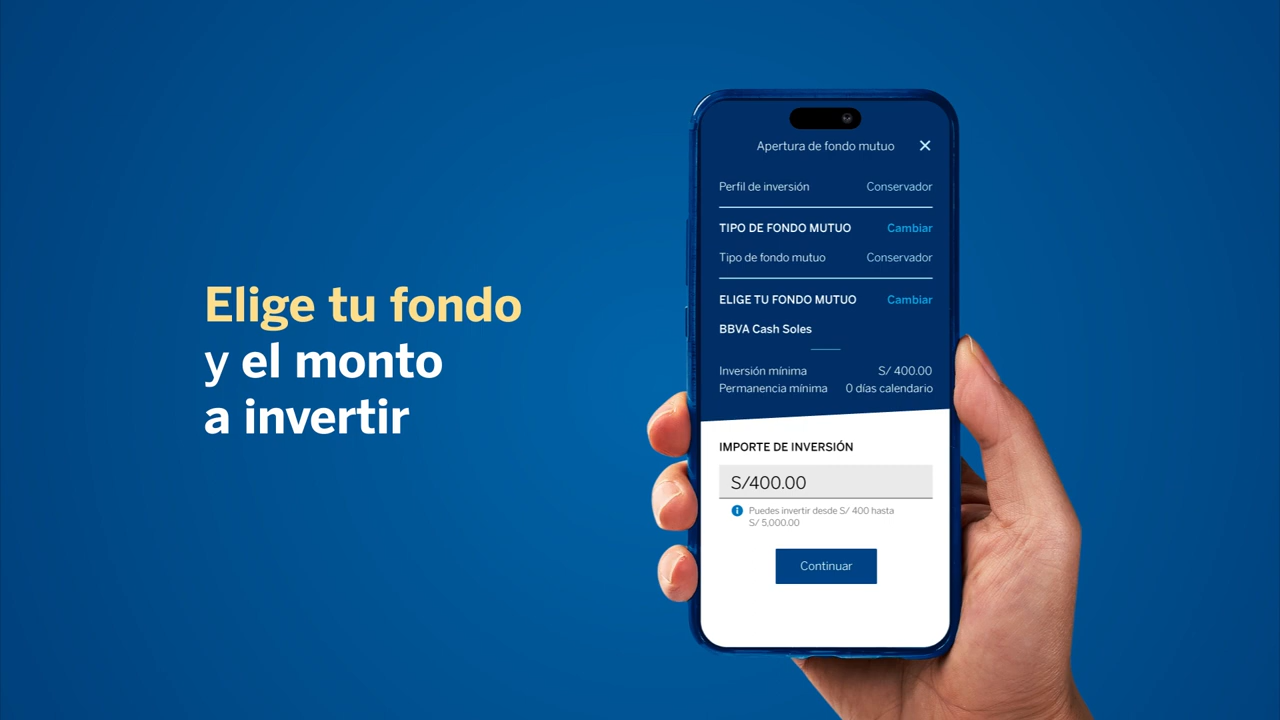 Elige tu fondo
y el monto
a invertir
Apertura de fondo mutuo
Perfil de inversión Conservador
TIPO DE FONDO MUTUO Cambiar
Tipo de fondo mutuo Conservador
ELIGE TU FONDO MUTUO Cambiar
BBVA Cash Soles
Inversión mínima S/ 400.00
Permanencia mínima 0 días calendario
IMPORTE DE INVERSIÓN
S/400.00
Puedes invertir desde S/ 400 hasta
S/ 5,000.00
Continuar